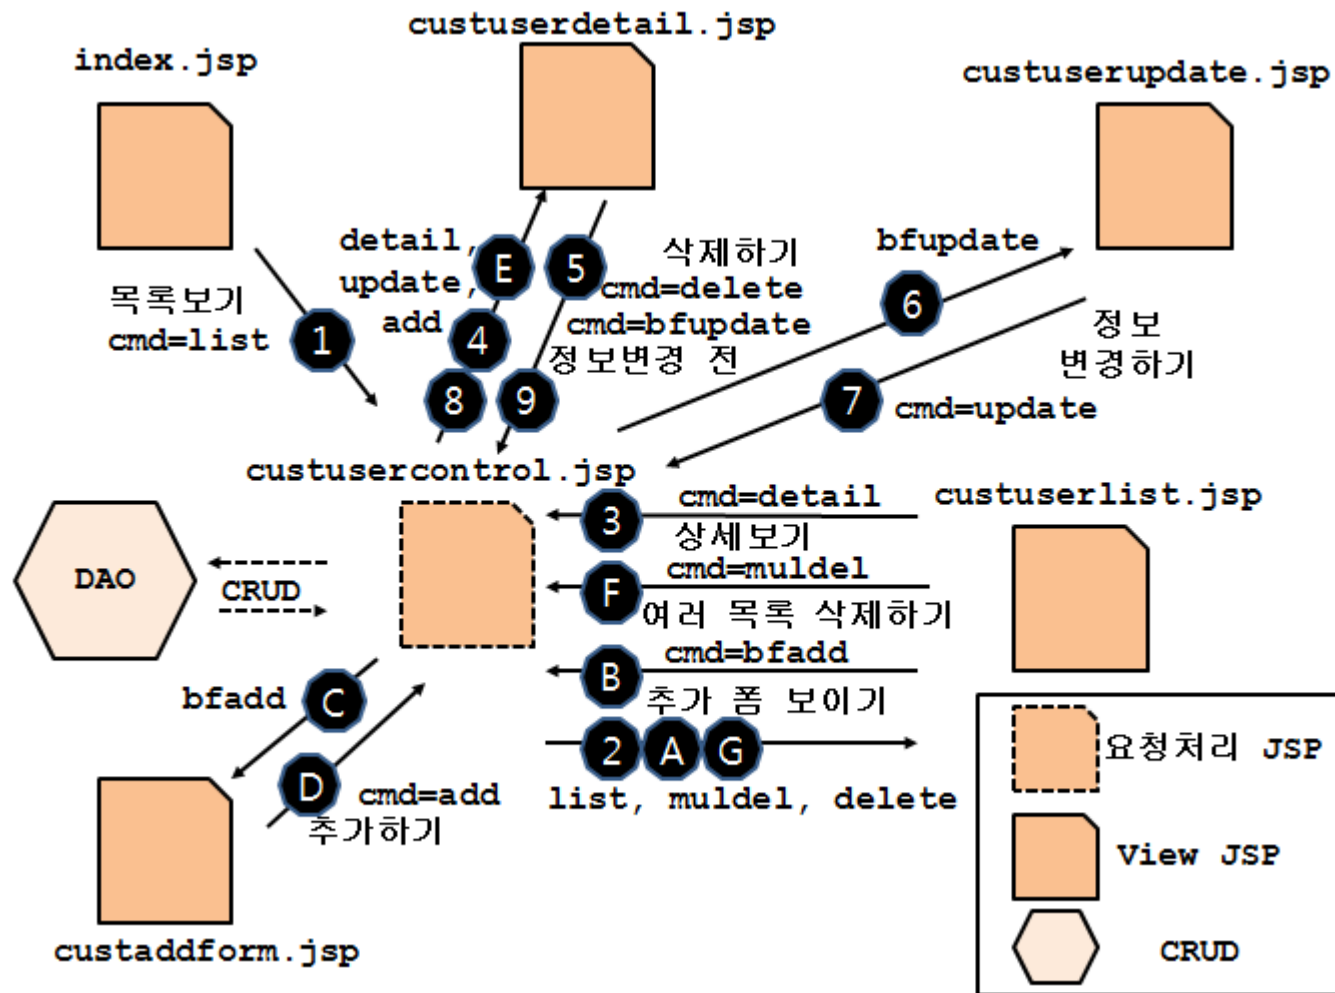 custuserdetail.jsp
index.jsp
custuserupdate.jsp
detail,
update,
add
E
4
8
5
9
삭제하기
cmd=delete
cmd=bfupdate
정보변경 전
bfupdate
6
목록보기
cmd=list
1
정보
변경하기
7
cmd=update
custusercontrol.jsp
custuserlist.jsp
3
cmd=detail
상세보기
F
cmd=muldel
여러 목록 삭제하기
B
cmd=bfadd
추가 폼 보이기
2 A G
list, muldel, delete
DAO
CRUD
bfadd
C
D
cmd=add
추가하기
custaddform.jsp
요청처리 JSP
View JSP
CRUD